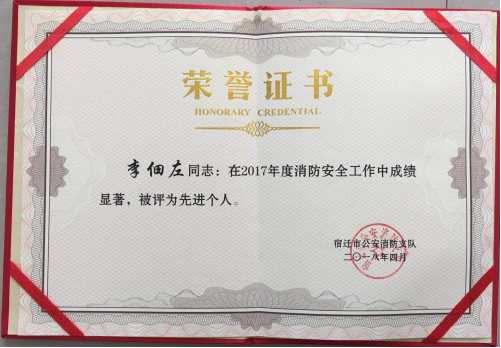 荣誉证书
HONORARY CREDENTIAL
李佃左同志：在2017年度消防安全工作中成绩
显著，被评为先进个人。
宿迁市公安消防支队
二〇一八年四月